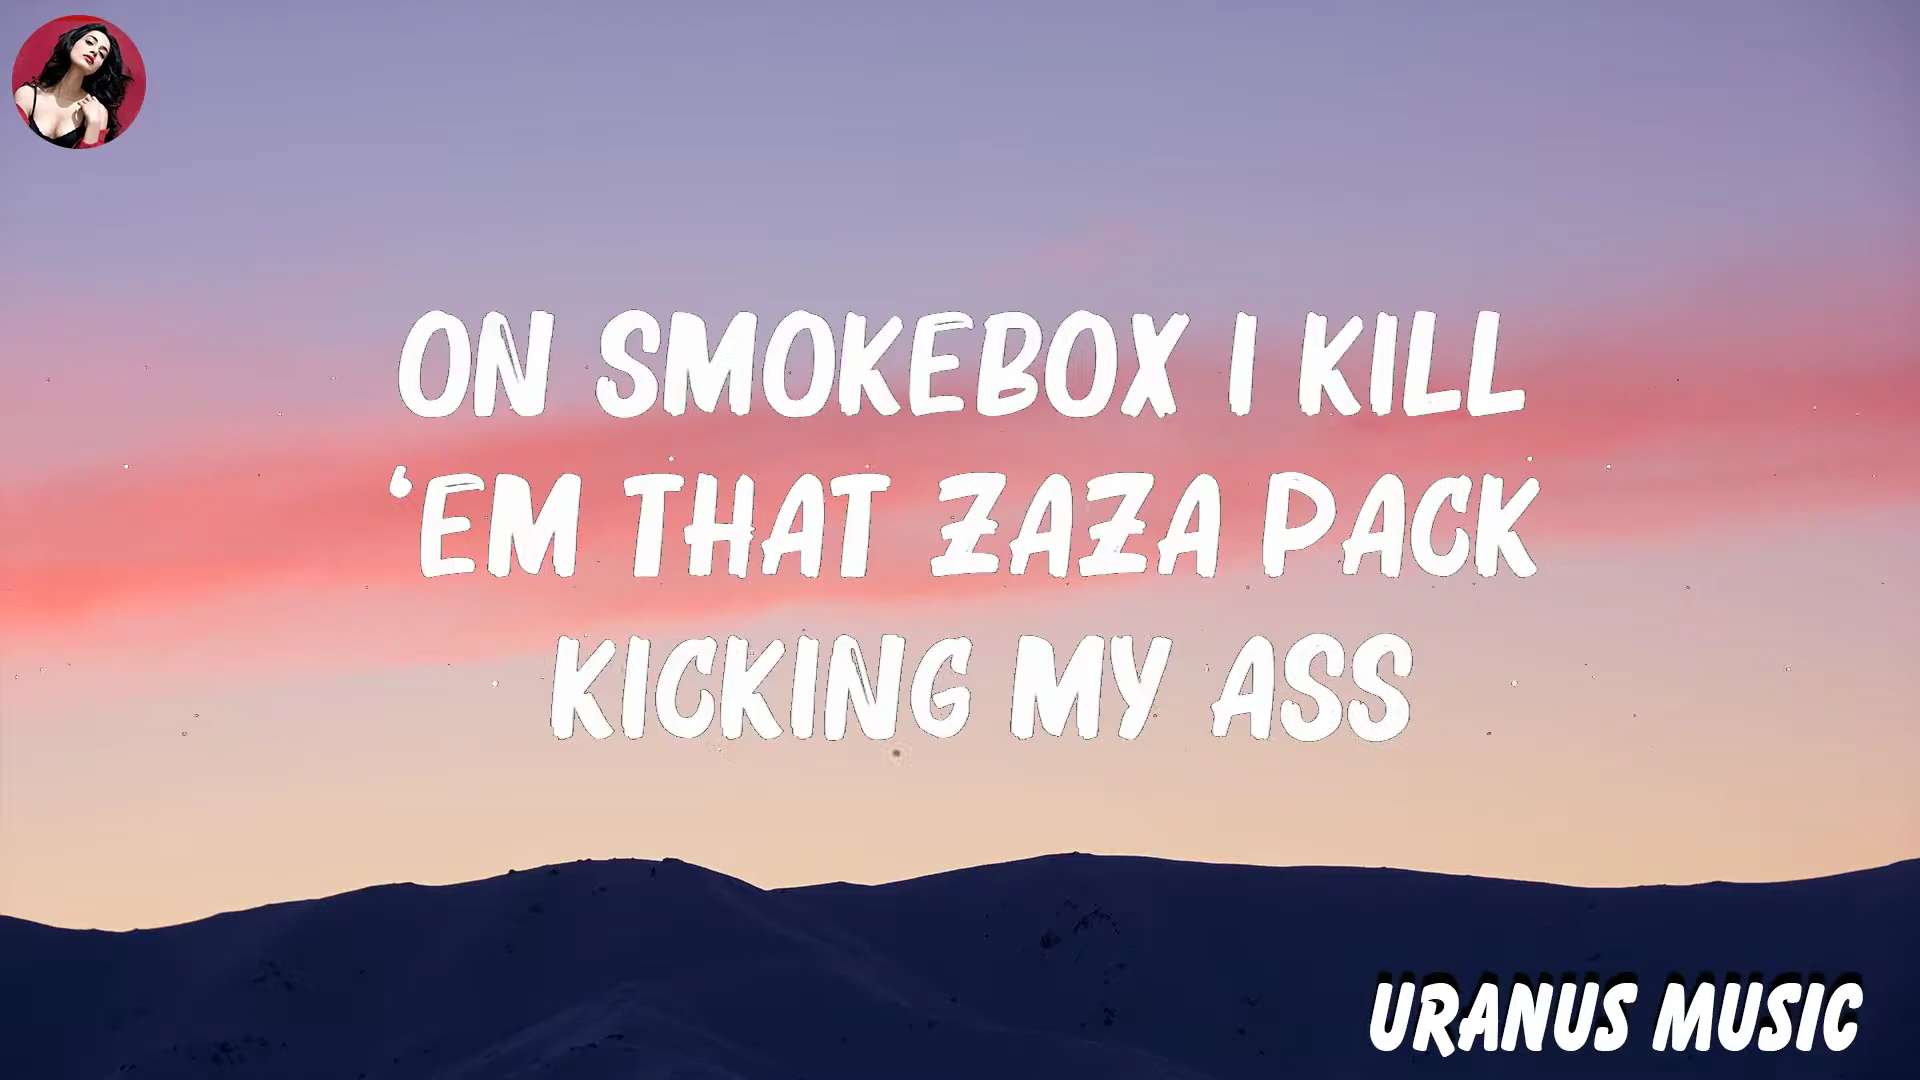 ON SMOKEBOX I KILL
‘EM THAT ZAZA PACK
KICKING MY ASS
URANUS MUSIC